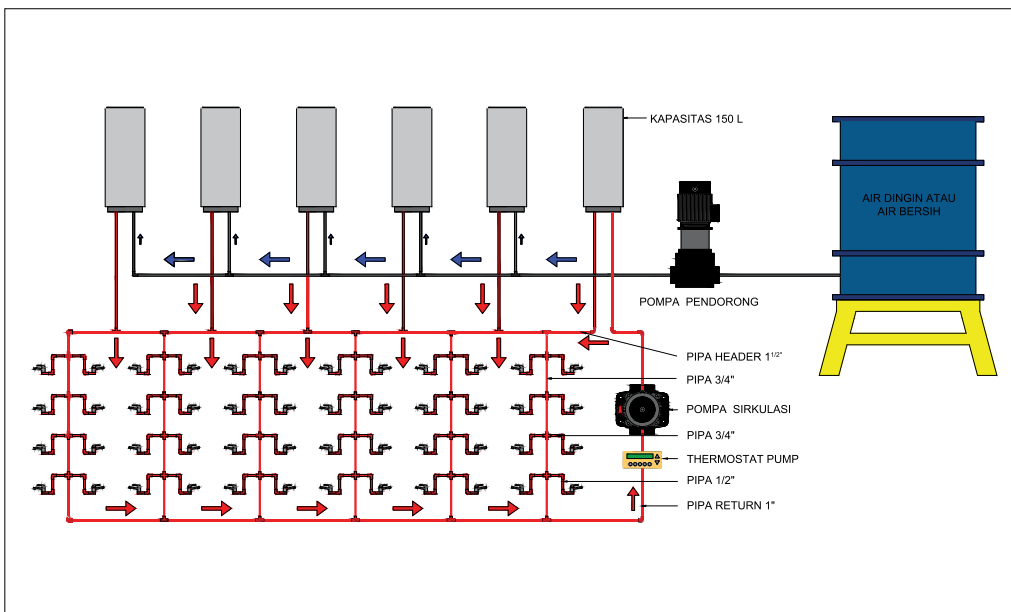 KAPASITAS 150 L
AIR DINGIN ATAU
AIR BERSIH
POMPA PENDORONG
PIPA HEADER 1 1/2"
PIPA 3/4"
POMPA SIRKULASI
PIPA 3/4"
THERMOSTAT PUMP
PIPA 1/2"
PIPA RETURN 1"